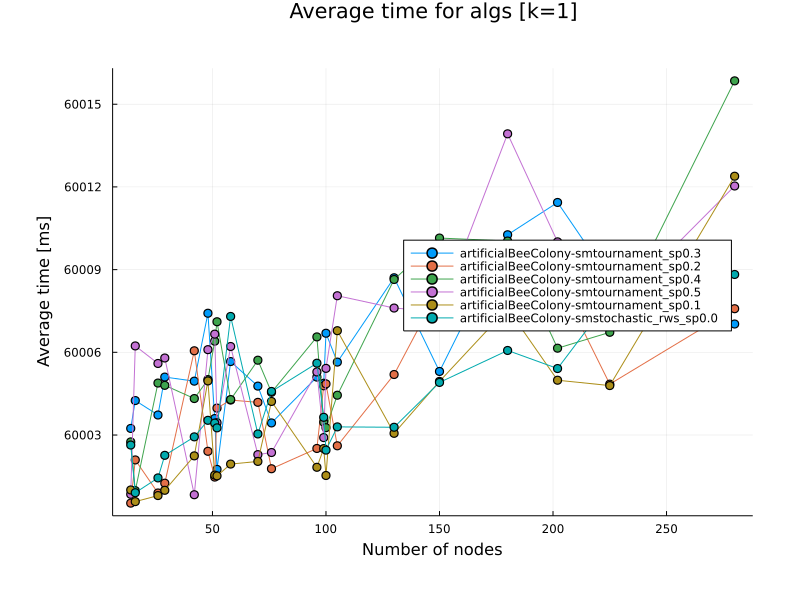 Average time for algs [k=1]
Average time [ms]
60015
60012
60009
60006
60003
artificialBeeColony-smtournament_sp0.3
artificialBeeColony-smtournament_sp0.2
artificialBeeColony-smtournament_sp0.4
artificialBeeColony-smtournament_sp0.5
artificialBeeColony-smtournament_sp0.1
artificialBeeColony-smstochastic_rws_sp0.0
50 100 150 200 250
Number of nodes